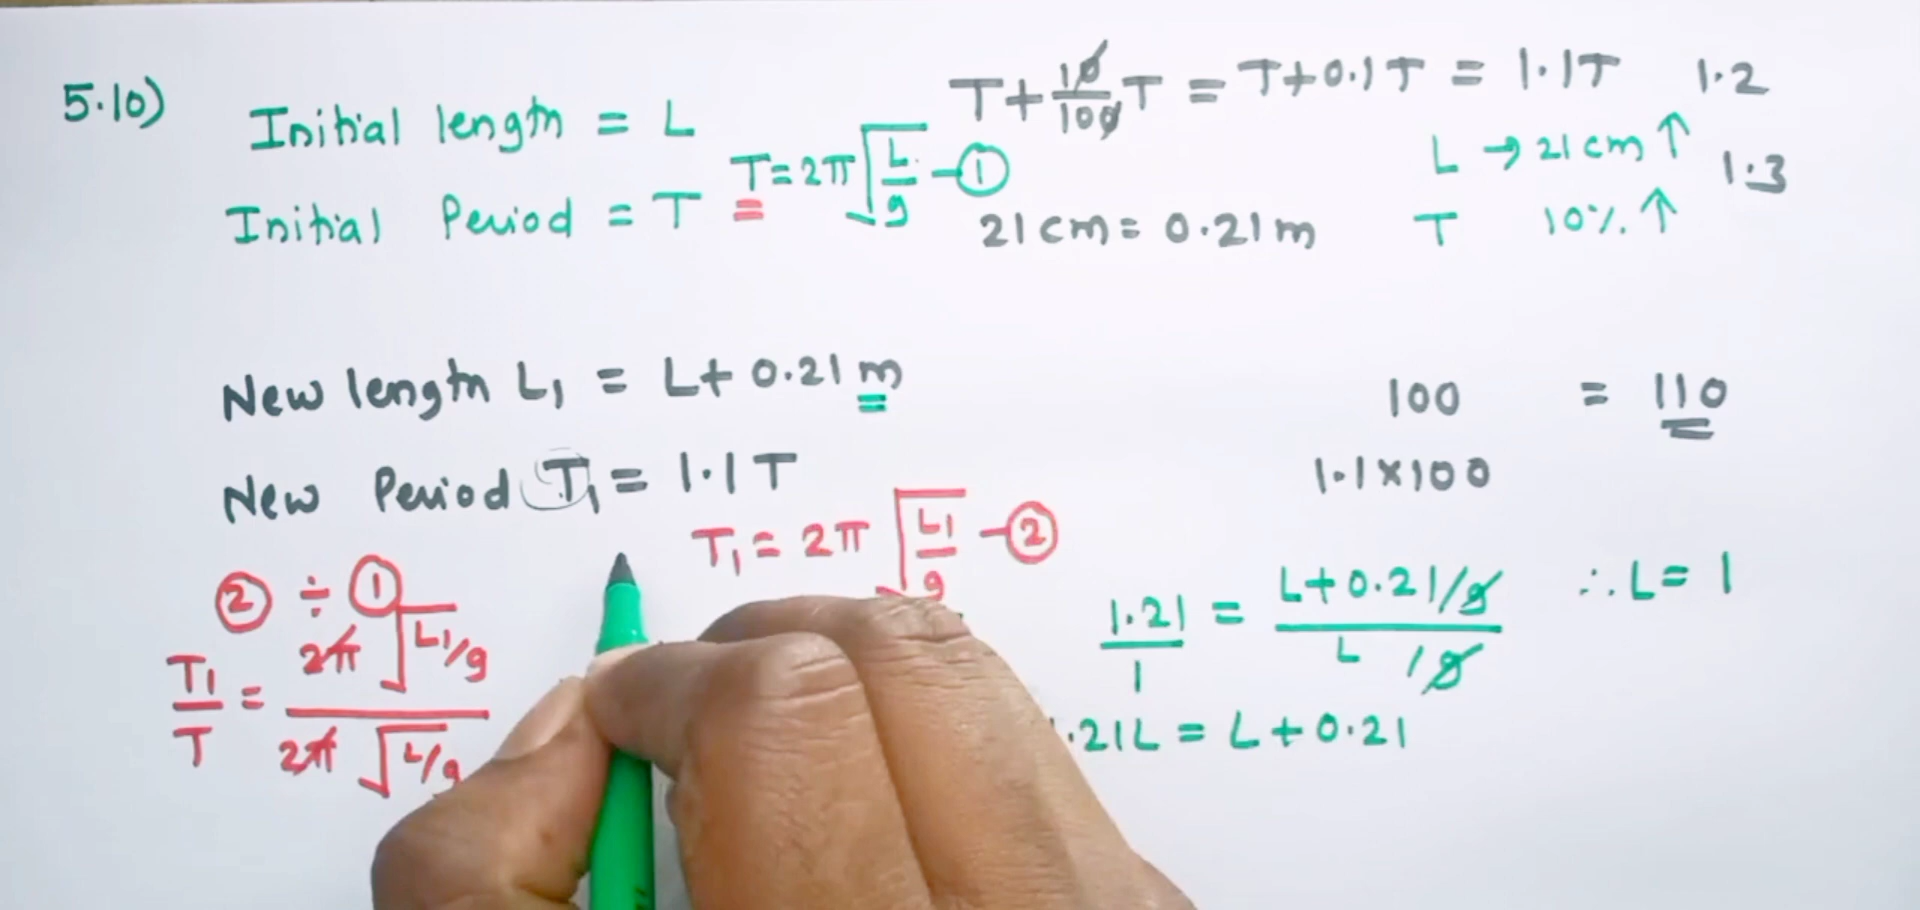 5.10)
Initial length = L
T + 10/100 T = T + 0.1T = 1.1T
1.2
T = 2π √(L/g) – ①
L → 21 cm ↑
1.3
Initial Period = T
21 cm = 0.21 m
T 10% ↑
New length L₁ = L + 0.21 m
100 = 110
New Period T₁ = 1.1T
1.1 × 100
T₁ = 2π √(L₁/g) – ②
② ÷ ①
1.21/1 = (L + 0.21/g)/(L/g)
∴ L = 1
T₁/T = 2π √(L₁/g) / 2π √(L/g)
.21L = L + 0.21